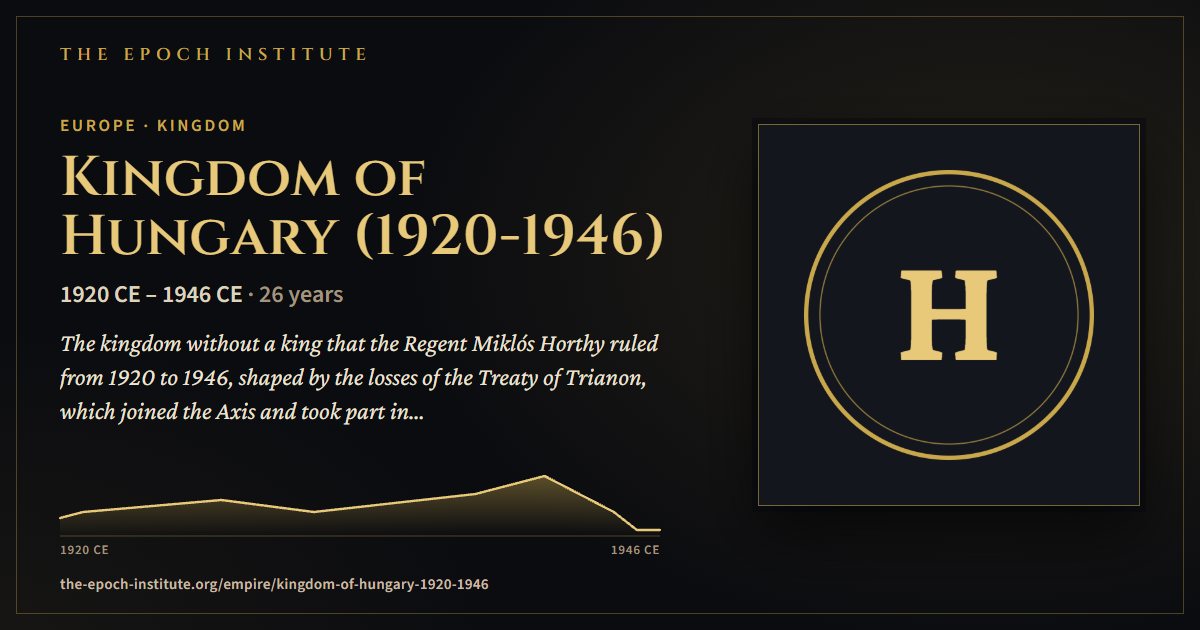 THE EPOCH INSTITUTE
EUROPE · KINGDOM
KINGDOM OF
HUNGARY (1920-1946)
1920 CE – 1946 CE · 26 years
The kingdom without a king that the Regent Miklós Horthy ruled
from 1920 to 1946, shaped by the losses of the Treaty of Trianon,
which joined the Axis and took part in...
H
1920 CE
1946 CE
the-epoch-institute.org/empire/kingdom-of-hungary-1920-1946